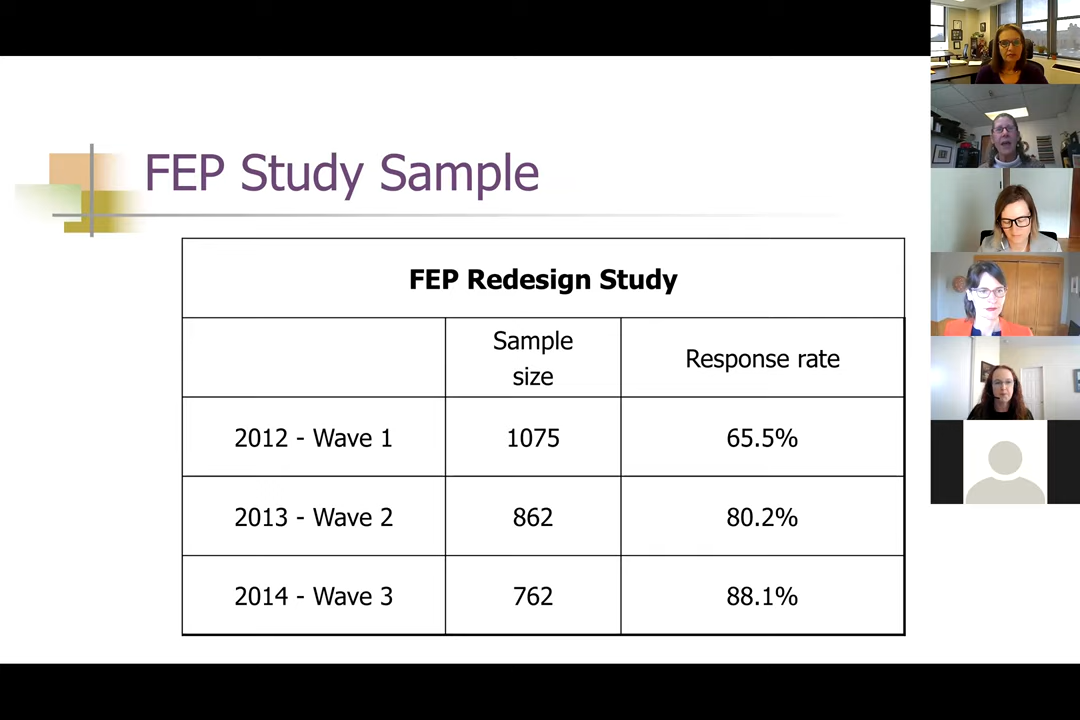 FEP Study Sample
FEP Redesign Study
Sample
size
Response rate
2012 - Wave 1 1075 65.5%
2013 - Wave 2 862 80.2%
2014 - Wave 3 762 88.1%